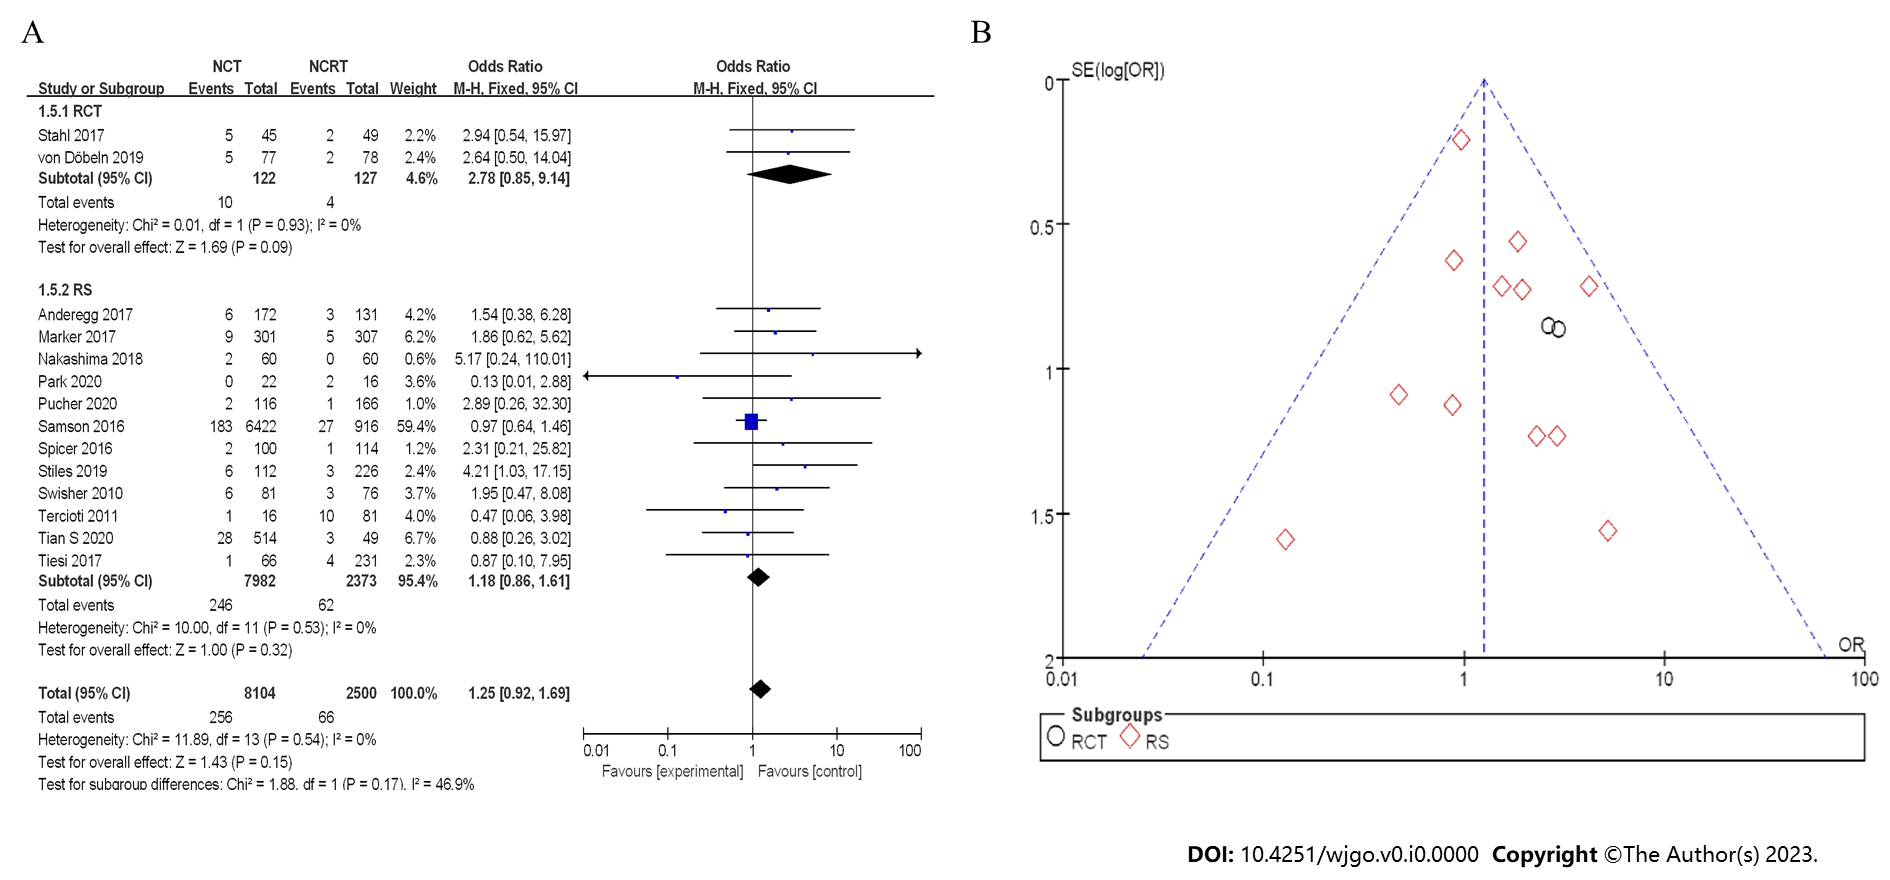 A
NCT NCRT Odds Ratio Odds Ratio
Study or Subgroup Events Total Events Total Weight M-H, Fixed, 95% CI M-H, Fixed, 95% CI
1.5.1 RCT
Stahl 2017 5 45 2 49 2.2% 2.94 [0.54, 15.97]
von Döbeln 2019 5 77 2 78 2.4% 2.64 [0.50, 14.04]
Subtotal (95% CI) 122 127 4.6% 2.78 [0.85, 9.14]
Total events 10 4
Heterogeneity: Chi² = 0.01, df = 1 (P = 0.93); I² = 0%
Test for overall effect: Z = 1.69 (P = 0.09)
1.5.2 RS
Anderegg 2017 6 172 3 131 4.2% 1.54 [0.38, 6.28]
Marker 2017 9 301 5 307 6.2% 1.86 [0.62, 5.62]
Nakashima 2018 2 60 0 60 0.6% 5.17 [0.24, 110.01]
Park 2020 0 22 2 16 3.6% 0.13 [0.01, 2.88]
Pucher 2020 2 116 1 166 1.0% 2.89 [0.26, 32.30]
Samson 2016 183 6422 27 916 59.4% 0.97 [0.64, 1.46]
Spicer 2016 2 100 1 114 1.2% 2.31 [0.21, 25.82]
Stiles 2019 6 112 3 226 2.4% 4.21 [1.03, 17.15]
Swisher 2010 6 81 3 76 3.7% 1.95 [0.47, 8.08]
Tercioti 2011 1 16 10 81 4.0% 0.47 [0.06, 3.98]
Tian S 2020 28 514 3 49 6.7% 0.88 [0.26, 3.02]
Tiesi 2017 1 66 4 231 2.3% 0.87 [0.10, 7.95]
Subtotal (95% CI) 7982 2373 95.4% 1.18 [0.86, 1.61]
Total events 246 62
Heterogeneity: Chi² = 10.00, df = 11 (P = 0.53); I² = 0%
Test for overall effect: Z = 1.00 (P = 0.32)
Total (95% CI) 8104 2500 100.0% 1.25 [0.92, 1.69]
Total events 256 66
Heterogeneity: Chi² = 11.89, df = 13 (P = 0.54); I² = 0%
Test for overall effect: Z = 1.43 (P = 0.15)
Test for subgroup differences: Chi² = 1.88, df = 1 (P = 0.17), I² = 46.9%
0.01 0.1 1 10 100
Favours [experimental] Favours [control]
B
SE(log[OR])
0
0.5
1
1.5
2
OR
0.01 0.1 1 10 100
Subgroups
RCT RS
DOI: 10.4251/wjgo.v0.i0.0000 Copyright ©The Author(s) 2023.